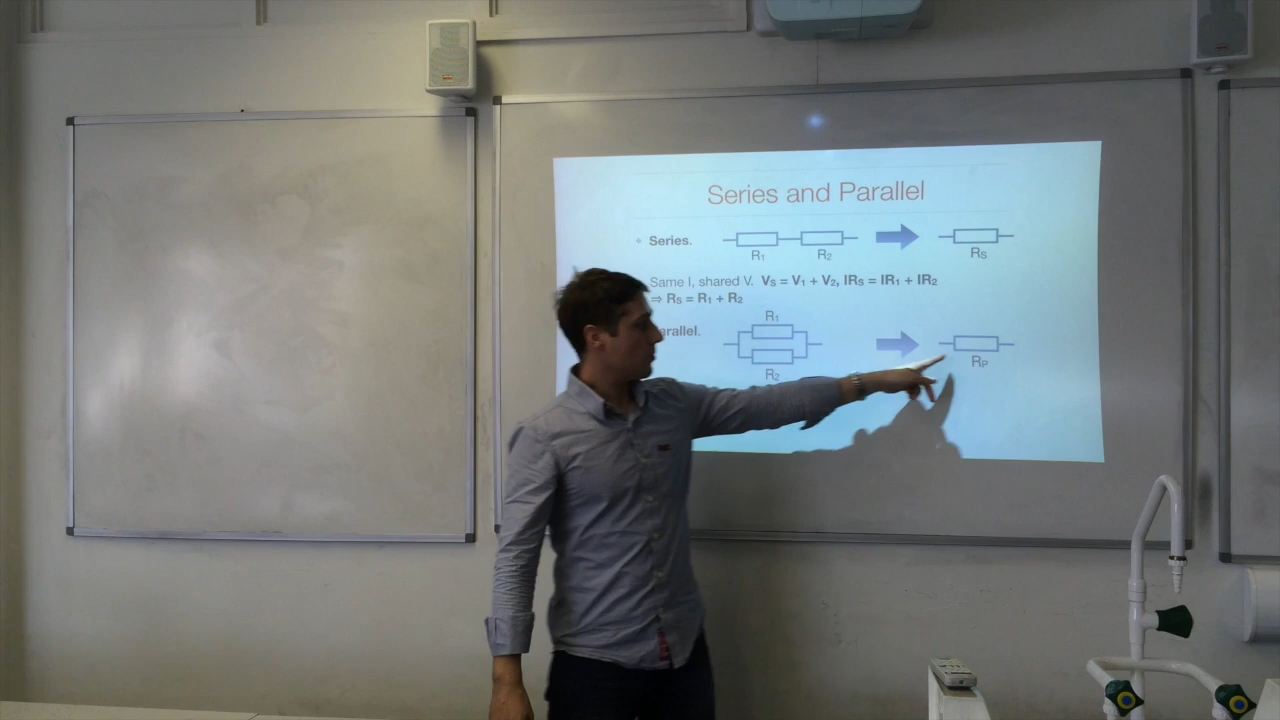 Series and Parallel
Series.
R₁ R₂ Rₛ
Same I, shared V. Vₛ = V₁ + V₂, IRₛ = IR₁ + IR₂
⇒ Rₛ = R₁ + R₂
R₁
arallel.
R₂ Rₚ